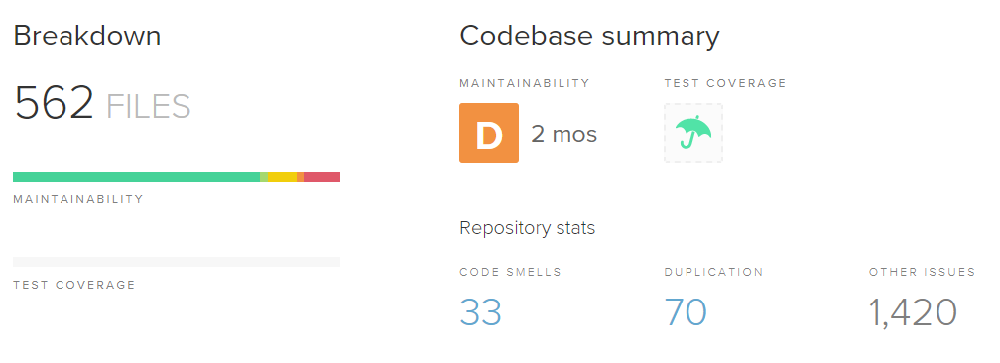 Breakdown
562 FILES
MAINTAINABILITY
TEST COVERAGE
Codebase summary
MAINTAINABILITY
D 2 mos
TEST COVERAGE
Repository stats
CODE SMELLS
33
DUPLICATION
70
OTHER ISSUES
1,420